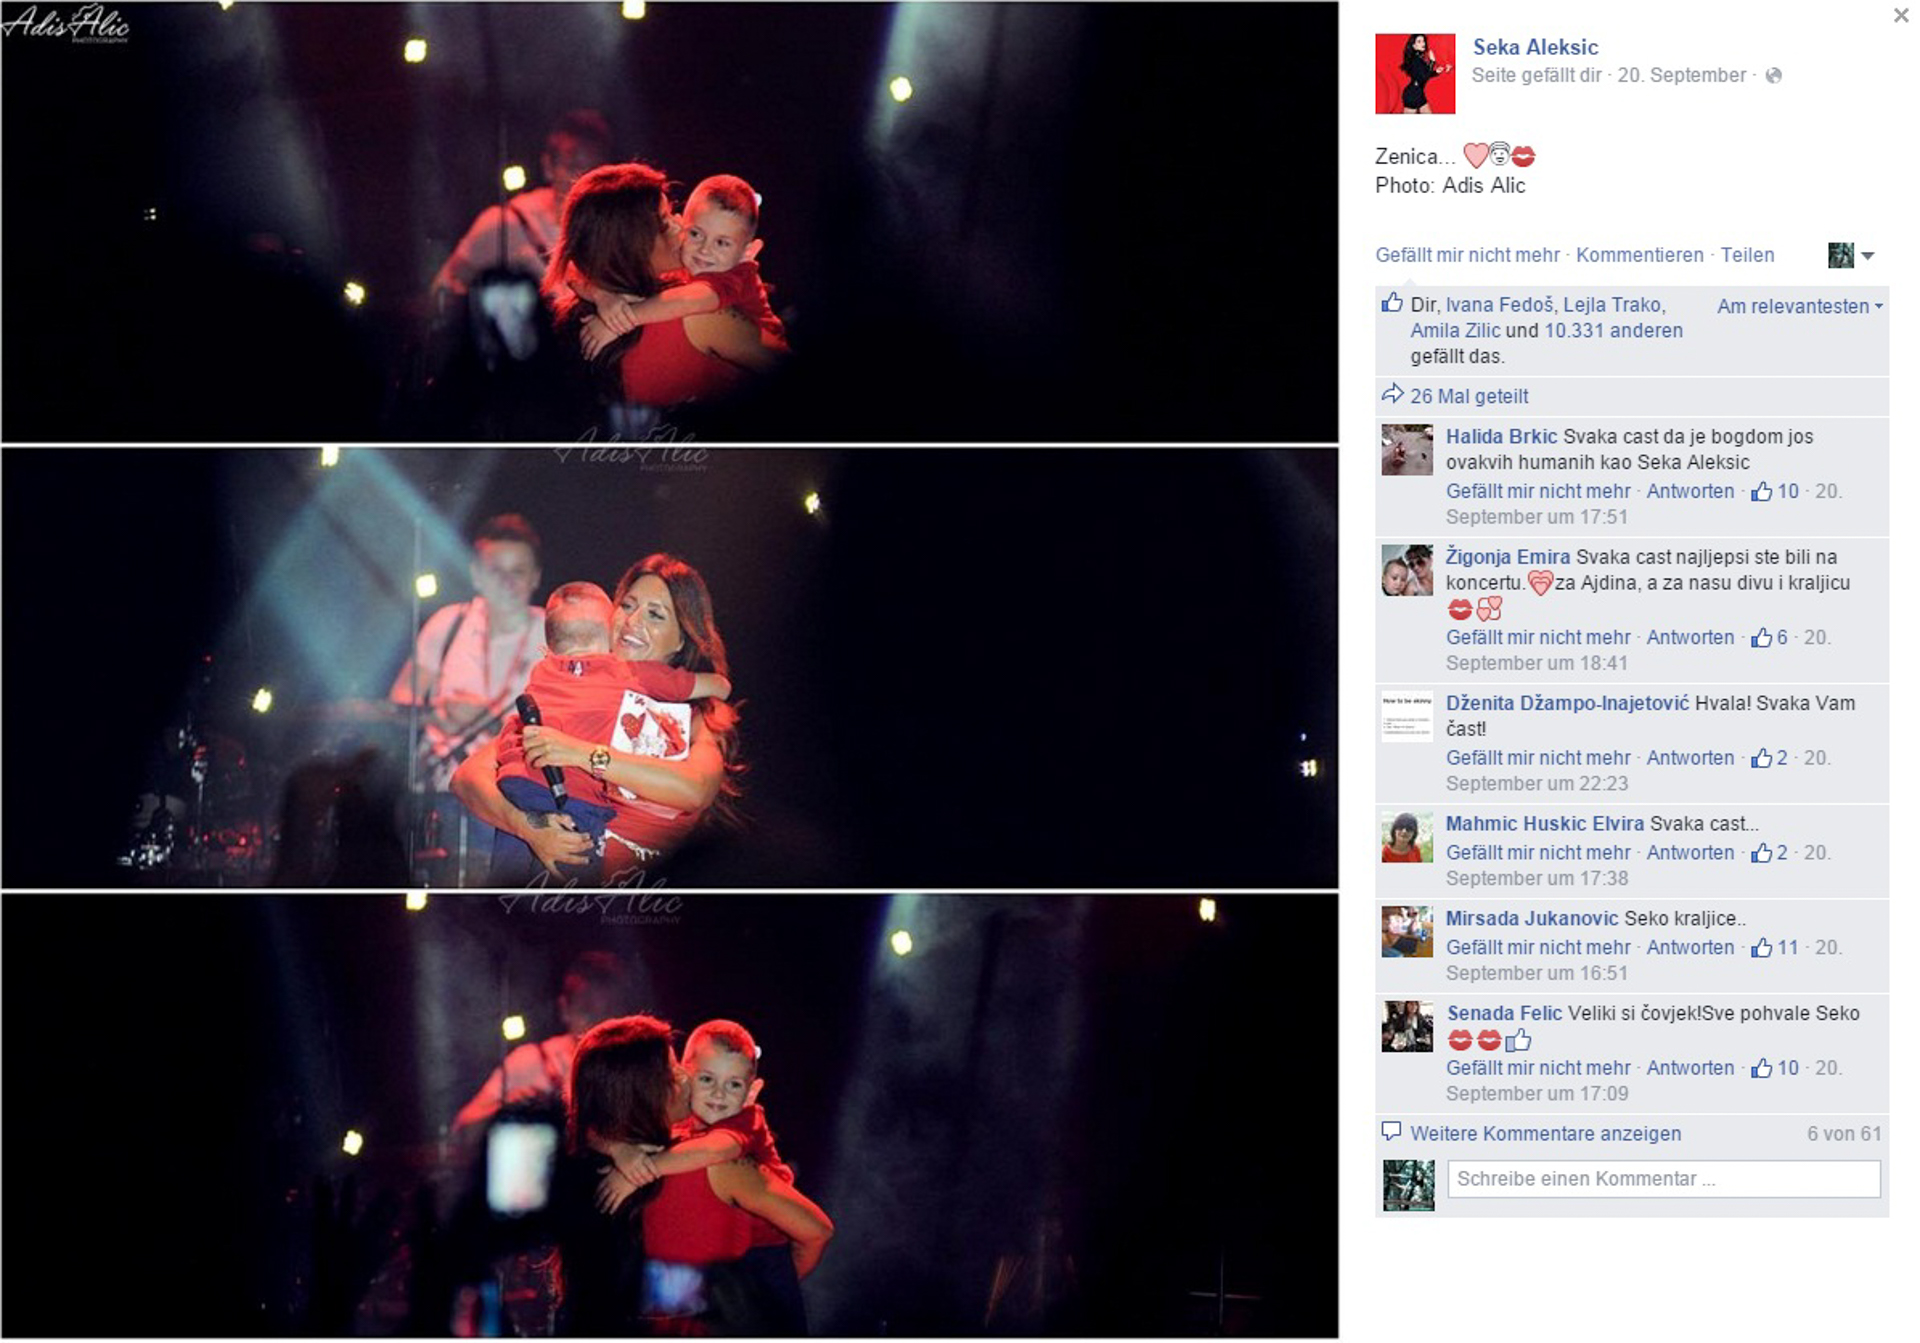 AdisAlic
PHOTOGRAPHY
AdisAlic
PHOTOGRAPHY
AdisAlic
PHOTOGRAPHY
Seka Aleksic
Seite gefällt dir · 20. September ·
Zenica...
Photo: Adis Alic
Gefällt mir nicht mehr · Kommentieren · Teilen
Dir, Ivana Fedoš, Lejla Trako, Am relevantesten
Amila Zilic und 10.331 anderen
gefällt das.
26 Mal geteilt
Halida Brkic Svaka cast da je bogdom jos
ovakvih humanih kao Seka Aleksic
Gefällt mir nicht mehr · Antworten · 10 · 20.
September um 17:51
Žigonja Emira Svaka cast najljepsi ste bili na
koncertu. za Ajdina, a za nasu divu i kraljicu
Gefällt mir nicht mehr · Antworten · 6 · 20.
September um 18:41
Dženita Džampo-Inajetović Hvala! Svaka Vam
čast!
Gefällt mir nicht mehr · Antworten · 2 · 20.
September um 22:23
Mahmic Huskic Elvira Svaka cast...
Gefällt mir nicht mehr · Antworten · 2 · 20.
September um 17:38
Mirsada Jukanovic Seko kraljice..
Gefällt mir nicht mehr · Antworten · 11 · 20.
September um 16:51
Senada Felic Veliki si čovjek!Sve pohvale Seko
Gefällt mir nicht mehr · Antworten · 10 · 20.
September um 17:09
Weitere Kommentare anzeigen 6 von 61
Schreibe einen Kommentar ...